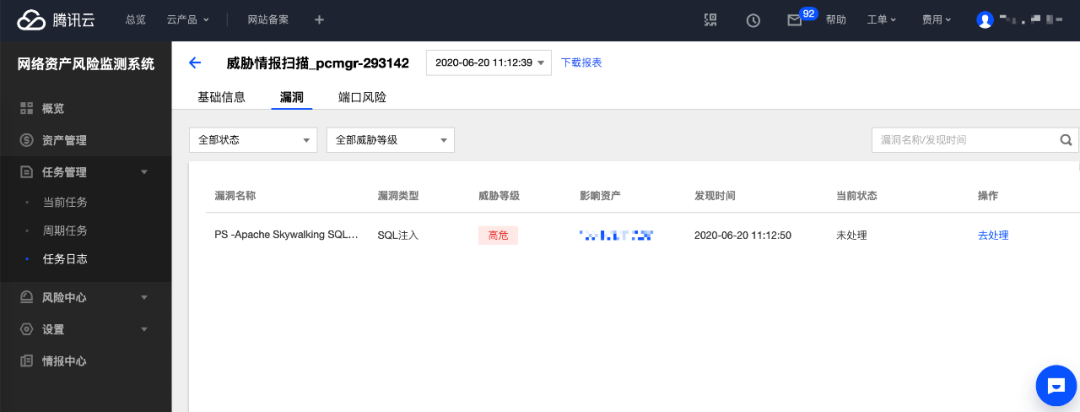 腾讯云 总览 云产品 网站备案 + 92 帮助 工单 费用
网络资产风险监测系统
威胁情报扫描_pcmgr-293142 2020-06-20 11:12:39 下载报表
基础信息 漏洞 端口风险
概览
资产管理
任务管理
当前任务
周期任务
任务日志
风险中心
设置
情报中心
全部状态 全部威胁等级 漏洞名称/发现时间
漏洞名称 漏洞类型 威胁等级 影响资产 发现时间 当前状态 操作
PS -Apache Skywalking SQL... SQL注入 高危 2020-06-20 11:12:50 未处理 去处理